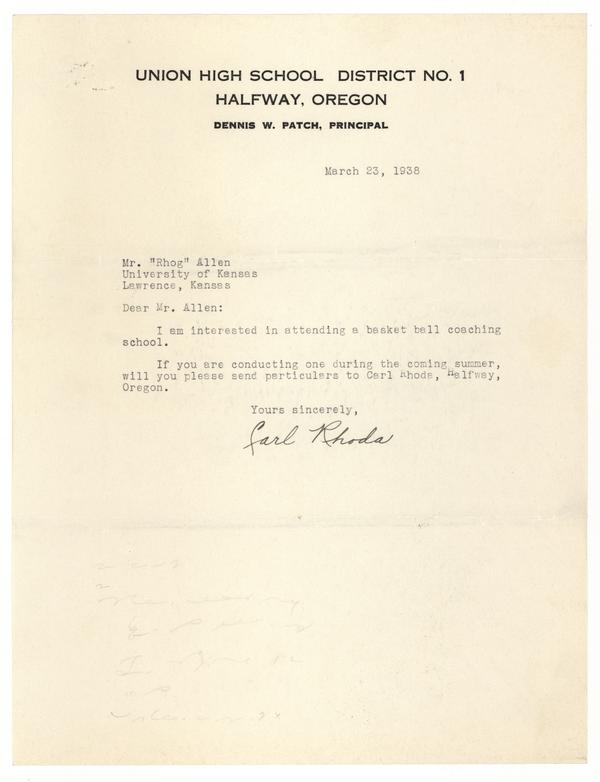 UNION HIGH SCHOOL DISTRICT NO. 1
HALFWAY, OREGON
DENNIS W. PATCH, PRINCIPAL
March 23, 1938
Mr. "Rhog" Allen
University of Kansas
Lawrence, Kansas
Dear Mr. Allen:
I am interested in attending a basket ball coaching
school.
If you are conducting one during the coming summer,
will you please send particulars to Carl Rhoda, Halfway,
Oregon.
Yours sincerely,
Carl Rhoda